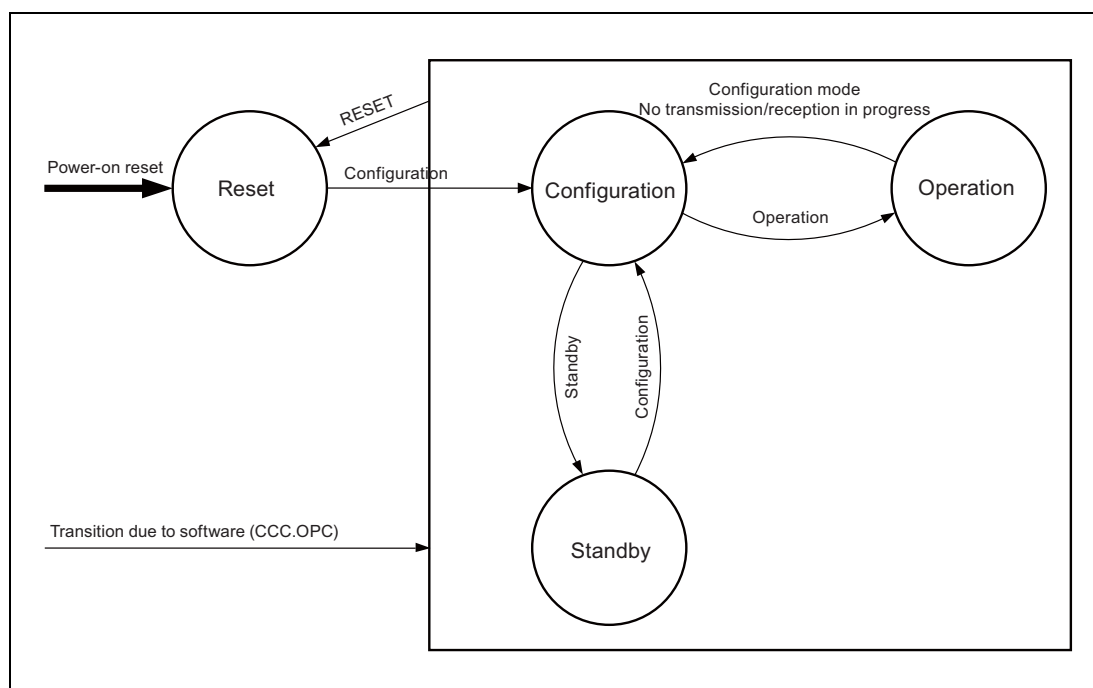 Configuration mode
No transmission/reception in progress
RESET
Power-on reset
Reset
Configuration
Configuration
Operation
Operation
Standby
Configuration
Transition due to software (CCC.OPC)
Standby